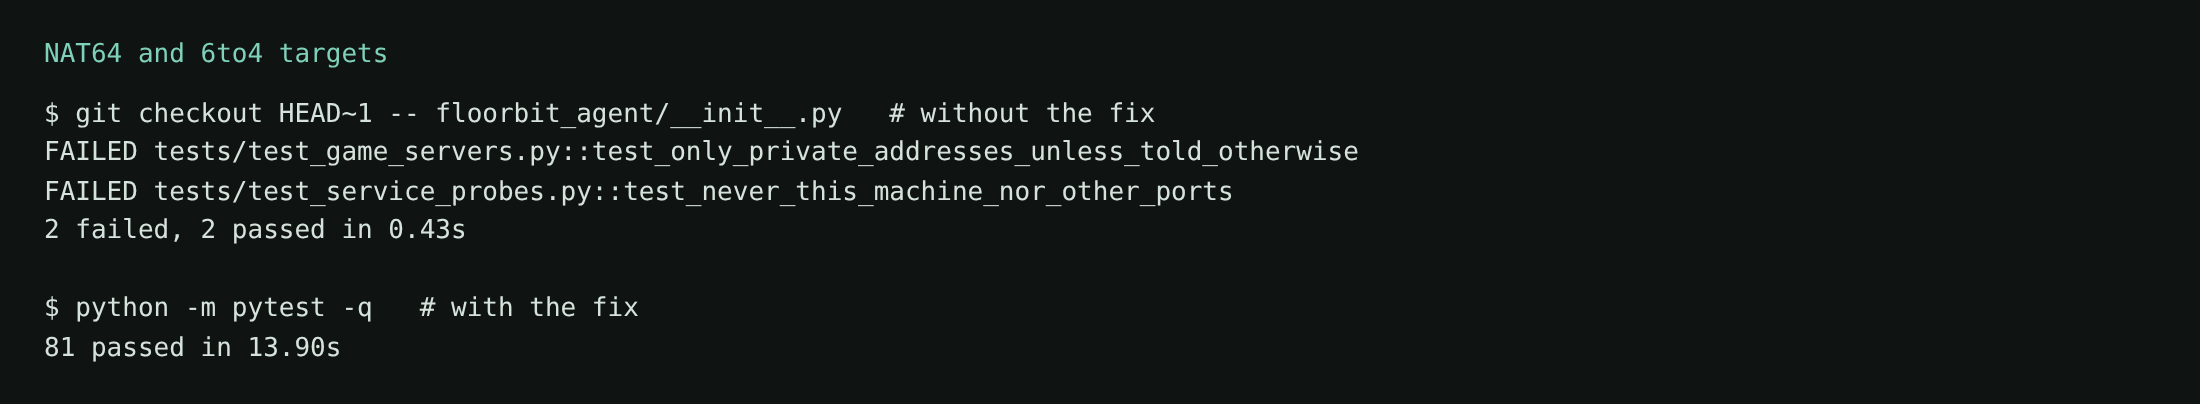 NAT64 and 6to4 targets
$ git checkout HEAD~1 -- floorbit_agent/__init__.py   # without the fix
FAILED tests/test_game_servers.py::test_only_private_addresses_unless_told_otherwise
FAILED tests/test_service_probes.py::test_never_this_machine_nor_other_ports
2 failed, 2 passed in 0.43s
$ python -m pytest -q   # with the fix
81 passed in 13.90s